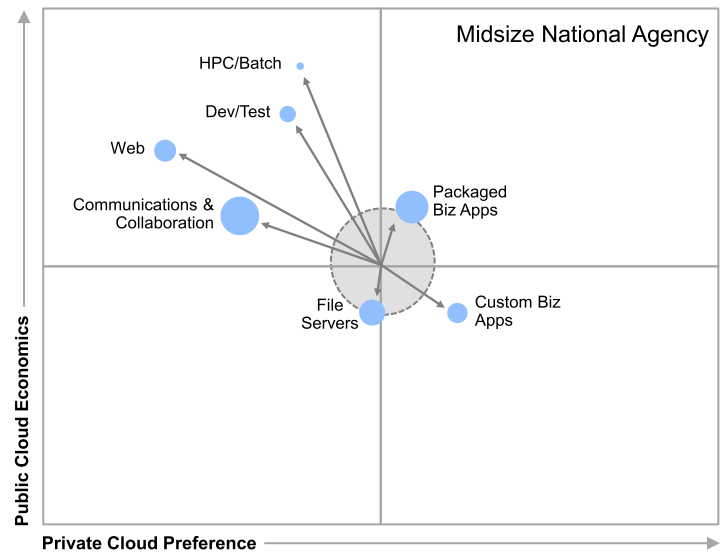 Midsize National Agency
HPC/Batch
Dev/Test
Web
Communications &
Collaboration
Packaged
Biz Apps
File
Servers
Custom Biz
Apps
Public Cloud Economics
Private Cloud Preference